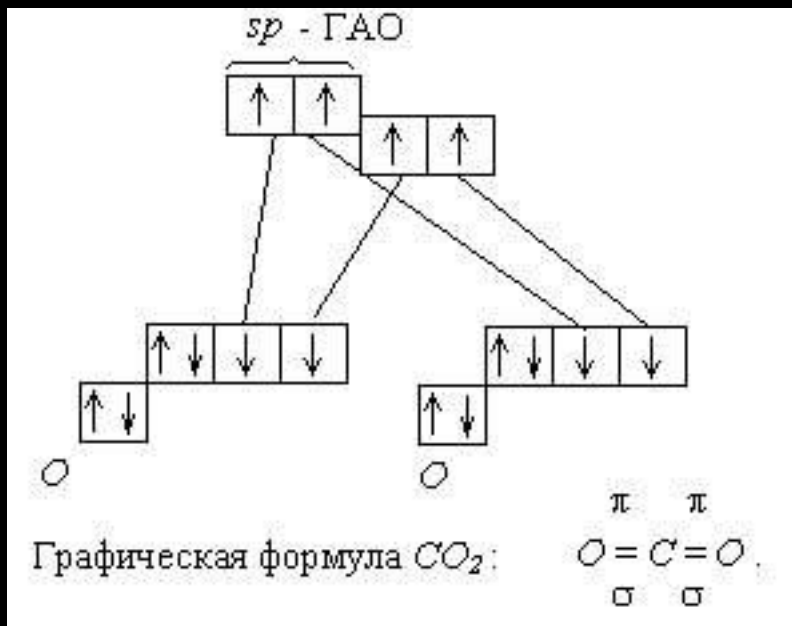 sp - ГАО
O
O
π π
Графическая формула CO₂: O = C = O.
σ σ